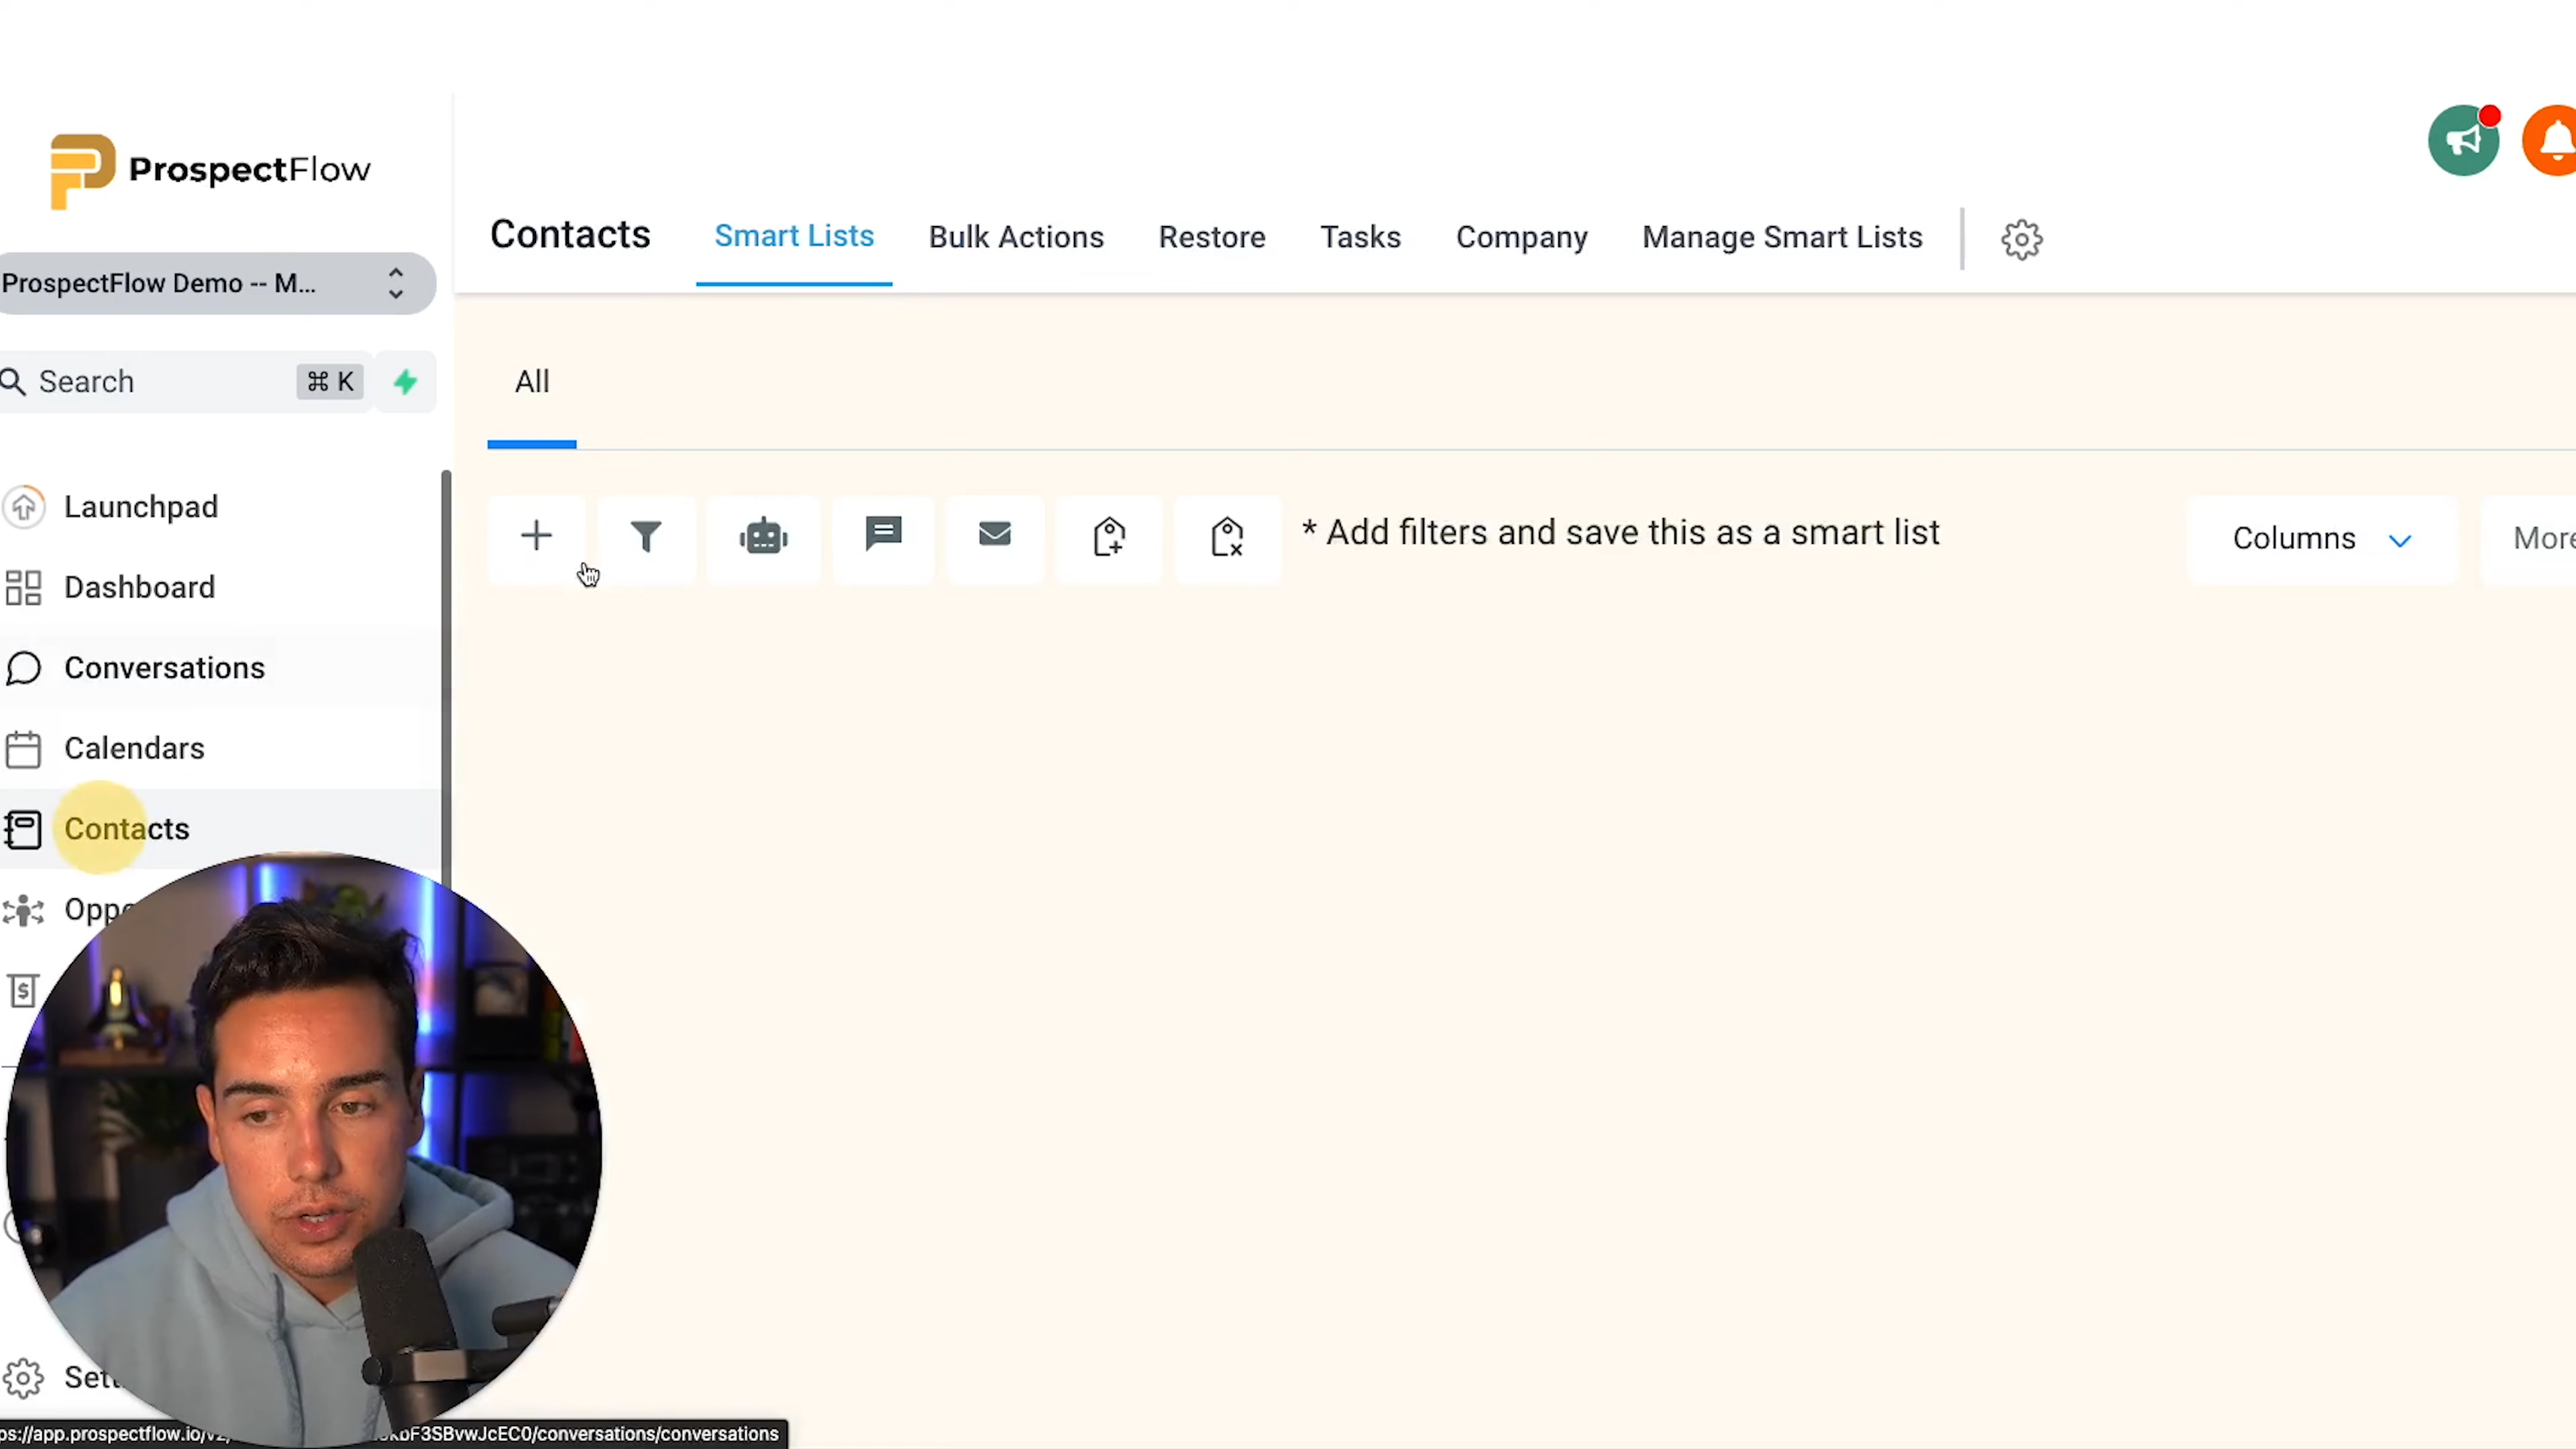 ProspectFlow
Contacts
Smart Lists
Bulk Actions
Restore
Tasks
Company
Manage Smart Lists
ProspectFlow Demo -- M...
Search
⌘ K
All
Launchpad
Dashboard
Conversations
Calendars
Contacts
* Add filters and save this as a smart list
Columns
More
F3SBvwJcEC0/conversations/conversations